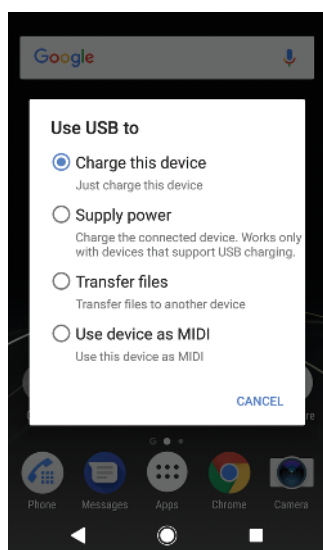 Google
Use USB to
Charge this device
Just charge this device
Supply power
Charge the connected device. Works only
with devices that support USB charging.
Transfer files
Transfer files to another device
Use device as MIDI
Use this device as MIDI
CANCEL
Phone Messages Apps Chrome Camera